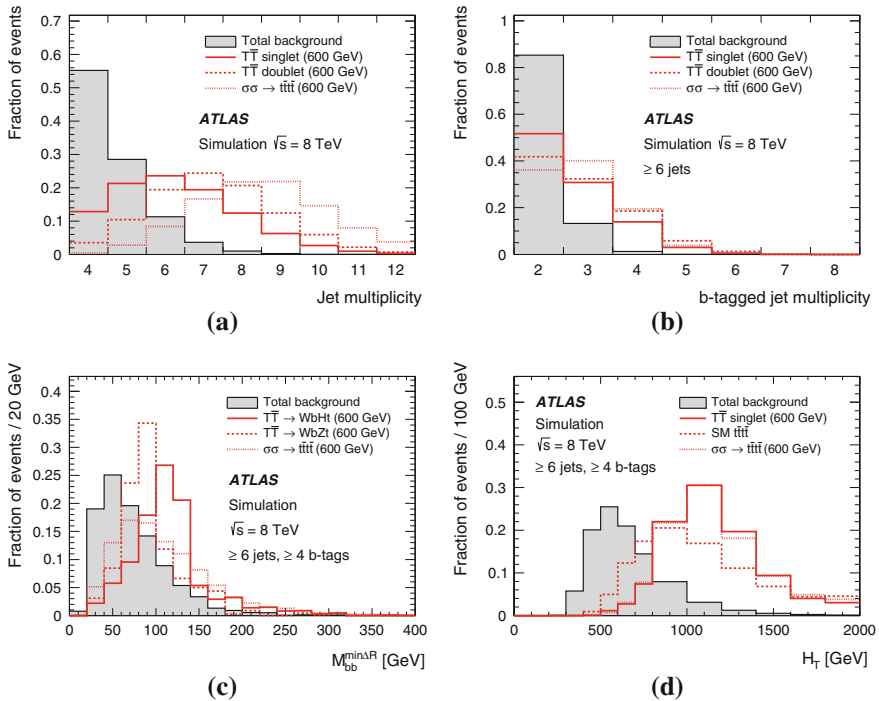 Fraction of events
0.7
0.6
0.5
0.4
0.3
0.2
0.1
0
Total background
TT̄ singlet (600 GeV)
TT̄ doublet (600 GeV)
σσ → tt̄tt̄ (600 GeV)
ATLAS
Simulation √s = 8 TeV
4 5 6 7 8 9 10 11 12
Jet multiplicity
(a)
Fraction of events
1
0.8
0.6
0.4
0.2
0
Total background
TT̄ singlet (600 GeV)
TT̄ doublet (600 GeV)
σσ → tt̄tt̄ (600 GeV)
ATLAS
Simulation √s = 8 TeV
≥ 6 jets
2 3 4 5 6 7 8
b-tagged jet multiplicity
(b)
Fraction of events / 20 GeV
0.4
0.35
0.3
0.25
0.2
0.15
0.1
0.05
0
Total background
TT̄ → WbHt (600 GeV)
TT̄ → WbZt (600 GeV)
σσ → tt̄tt̄ (600 GeV)
ATLAS
Simulation
√s = 8 TeV
≥ 6 jets, ≥ 4 b-tags
0 50 100 150 200 250 300 350 400
M_bb^minΔR [GeV]
(c)
Fraction of events / 100 GeV
0.5
0.4
0.3
0.2
0.1
0
ATLAS
Simulation
√s = 8 TeV
≥ 6 jets, ≥ 4 b-tags
Total background
TT̄ singlet (600 GeV)
SM tt̄tt̄
σσ → tt̄tt̄ (600 GeV)
0 500 1000 1500 2000
H_T [GeV]
(d)